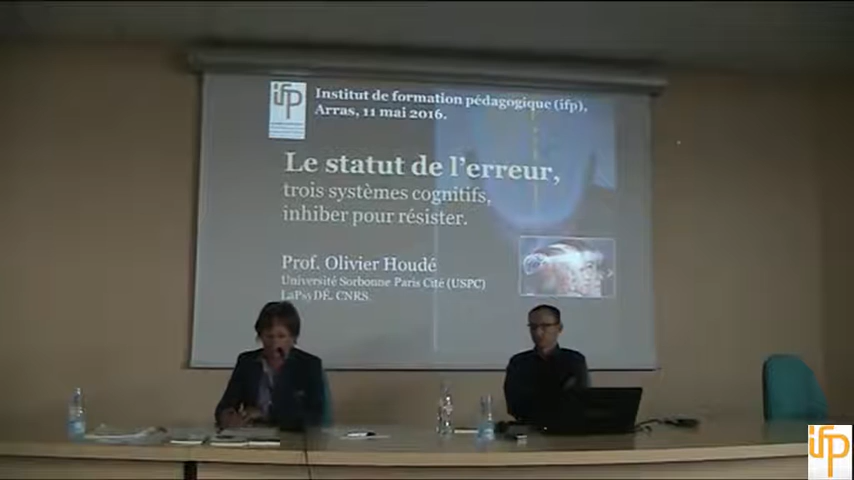 ifp
Institut de formation pédagogique (ifp),
Arras, 11 mai 2016.
Le statut de l'erreur,
trois systèmes cognitifs,
inhiber pour résister.
Prof. Olivier Houdé
Université Sorbonne Paris Cité (USPC)
LaPsyDÉ, CNRS
ifp